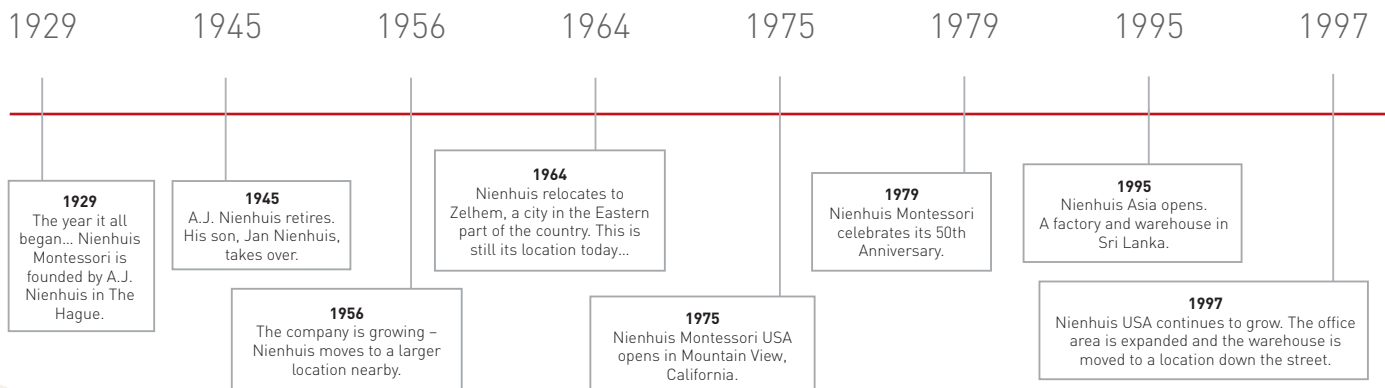 1929 1945 1956 1964 1975 1979 1995 1997
1929
The year it all
began... Nienhuis
Montessori is
founded by A.J.
Nienhuis in The
Hague.
1945
A.J. Nienhuis retires.
His son, Jan Nienhuis,
takes over.
1956
The company is growing –
Nienhuis moves to a larger
location nearby.
1964
Nienhuis relocates to
Zelhem, a city in the Eastern
part of the country. This is
still its location today...
1975
Nienhuis Montessori USA
opens in Mountain View,
California.
1979
Nienhuis Montessori
celebrates its 50th
Anniversary.
1995
Nienhuis Asia opens.
A factory and warehouse in
Sri Lanka.
1997
Nienhuis USA continues to grow. The office
area is expanded and the warehouse is
moved to a location down the street.